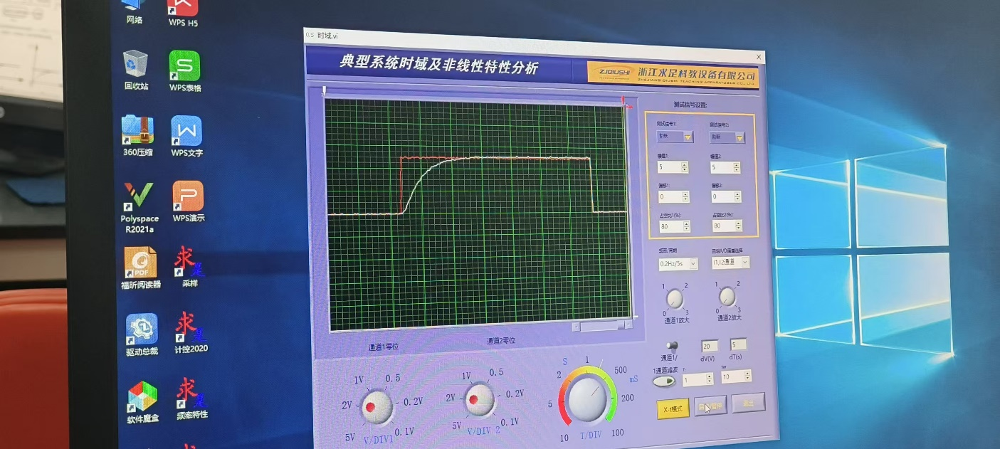 网络
WPS H5
回收站
WPS表格
360压缩
WPS文字
Polyspace
R2021a
WPS演示
福昕阅读器
采样
驱动总裁
计控2020
软件魔盒
频率特性
时域.vi
典型系统时域及非线性特性分析
ZJQIUSHI
浙江求是科教设备有限公司
ZHEJIANG QIUSHI TEACHING APPARATUSES CO., LTD.
测试信号设置:
测试信号1:
测试信号2:
阶跃
阶跃
幅值1
幅值2
5
5
偏移1:
偏移2:
0
0
占空比1(%):
占空比2(%):
80
80
频率/周期
0.2Hz/5s
I1,I2通道
1 2
0 3
通道1放大
1 2
0 3
通道2放大
通道1/
20
dV(V)
5
dT(s)
1通道滤波
1
10
X-t模式
退出
通道1零位
通道2零位
1V 0.5
2V 0.2V
5V 0.1V
V/DIV1
1V 0.5
2V 0.2V
5V 0.1V
V/DIV 2
S 1 500
2 mS
5 200
10 100
T/DIV